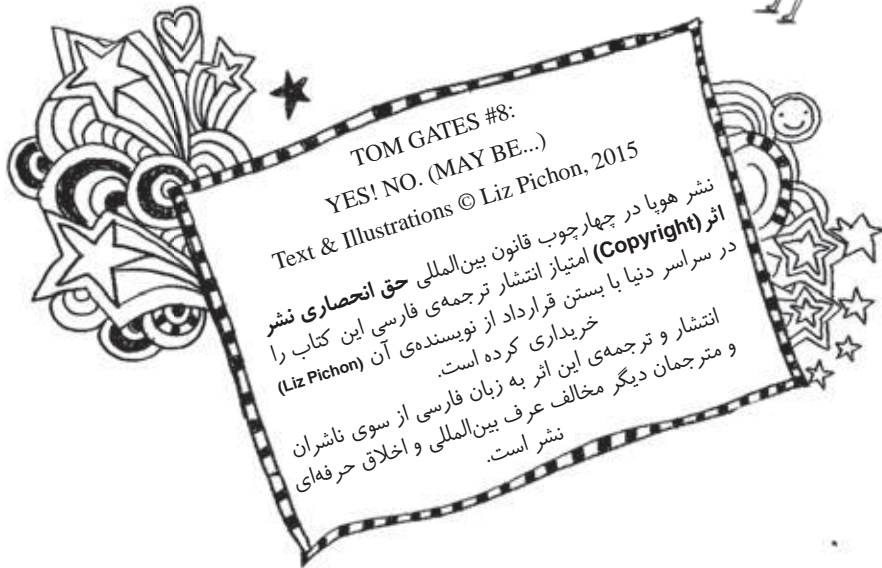 TOM GATES #8:
YES! NO. (MAY BE...)
Text & Illustrations © Liz Pichon, 2015
نشر هوپا در چهارچوب قانون بین‌المللی حق انحصاری نشر
اثر (Copyright) امتیاز انتشار ترجمه‌ی فارسی این کتاب را
در سراسر دنیا با بستن قرارداد از نویسنده‌ی آن (Liz Pichon)
خریداری کرده است.
انتشار و ترجمه‌ی این اثر به زبان فارسی از سوی ناشران
و مترجمان دیگر مخالف عرف بین‌المللی و اخلاق حرفه‌ای
نشر است.